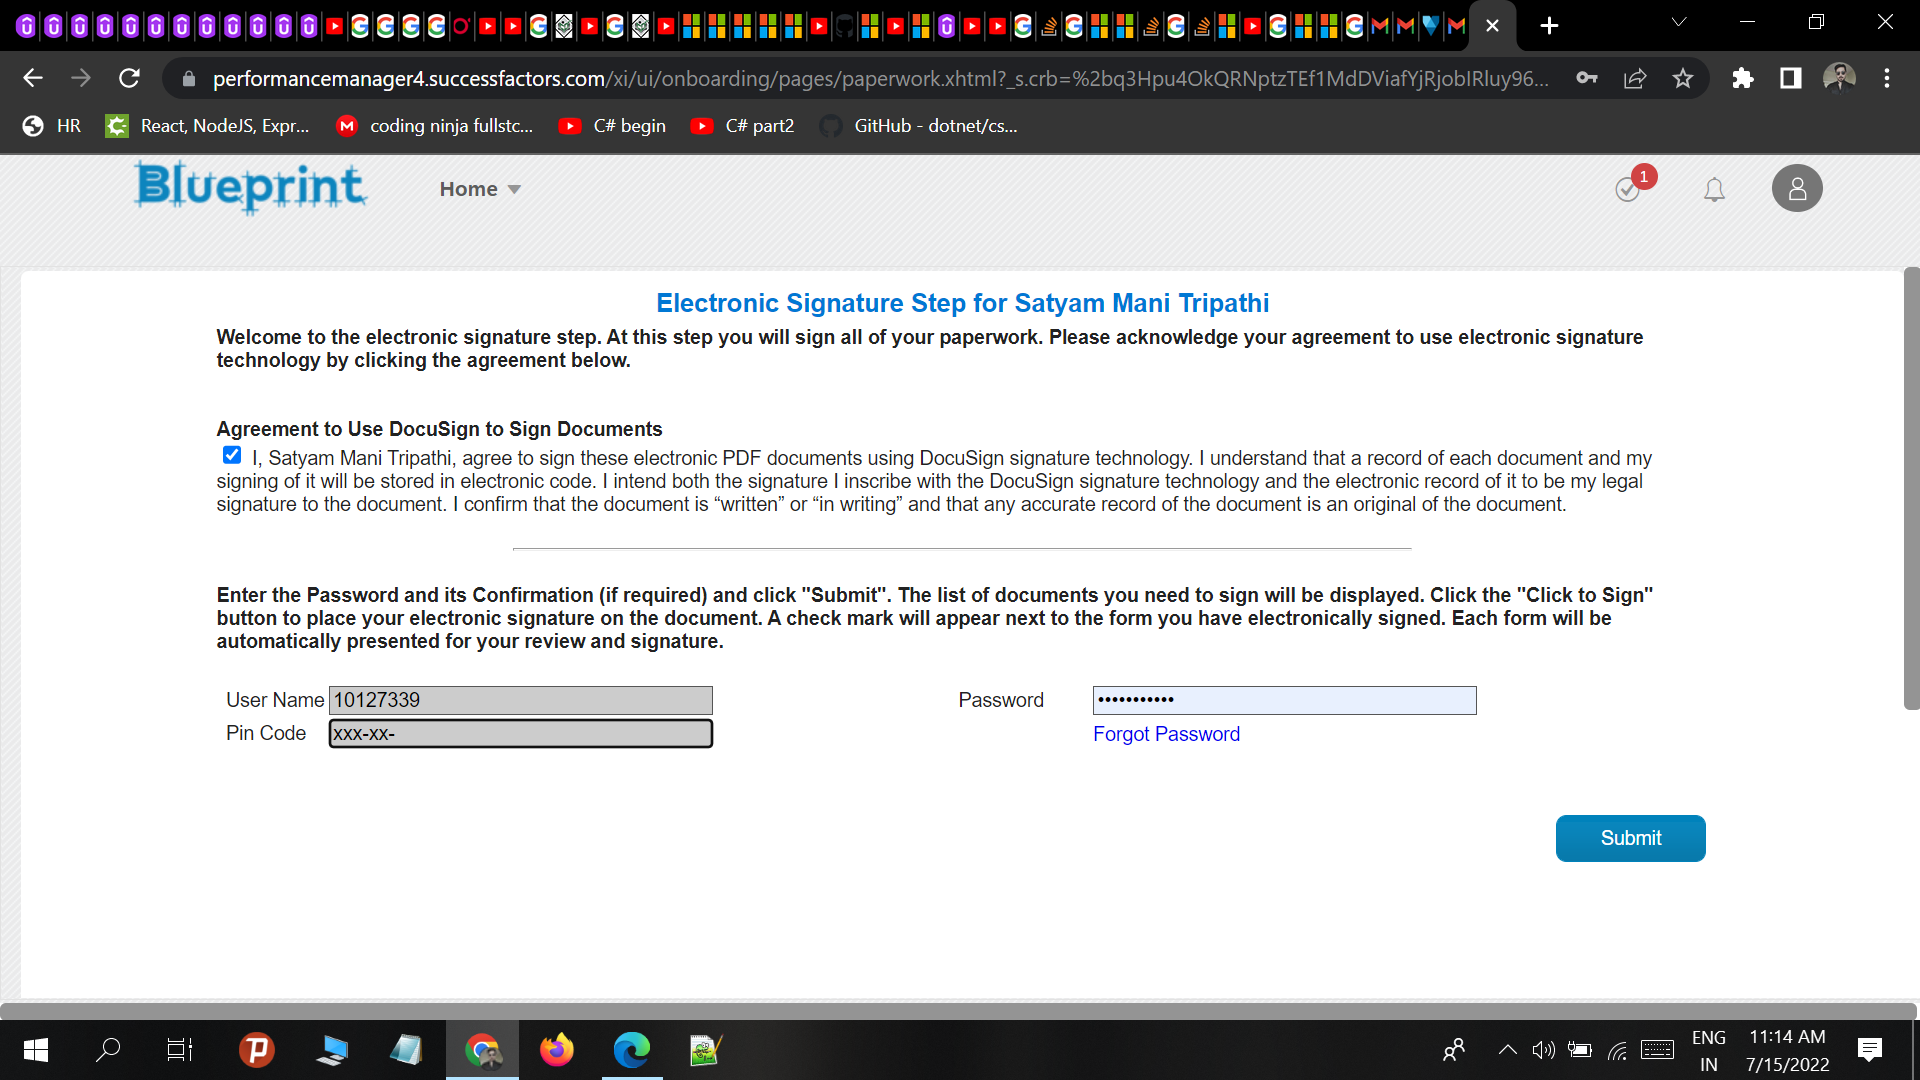 performancemanager4.successfactors.com/xi/ui/onboarding/pages/paperwork.xhtml?_s.crb=%2bq3Hpu4OkQRNptzTEf1MdDViafYjRjobIRluy96...
HR React, NodeJS, Expr... coding ninja fullstc... C# begin C# part2 GitHub - dotnet/cs...
Blueprint Home 1
Electronic Signature Step for Satyam Mani Tripathi
Welcome to the electronic signature step. At this step you will sign all of your paperwork. Please acknowledge your agreement to use electronic signature
technology by clicking the agreement below.
Agreement to Use DocuSign to Sign Documents
I, Satyam Mani Tripathi, agree to sign these electronic PDF documents using DocuSign signature technology. I understand that a record of each document and my
signing of it will be stored in electronic code. I intend both the signature I inscribe with the DocuSign signature technology and the electronic record of it to be my legal
signature to the document. I confirm that the document is “written” or “in writing” and that any accurate record of the document is an original of the document.
Enter the Password and its Confirmation (if required) and click "Submit". The list of documents you need to sign will be displayed. Click the "Click to Sign"
button to place your electronic signature on the document. A check mark will appear next to the form you have electronically signed. Each form will be
automatically presented for your review and signature.
User Name 10127339 Password •••••••••••
Pin Code xxx-xx- Forgot Password
Submit
ENG 11:14 AM
IN 7/15/2022